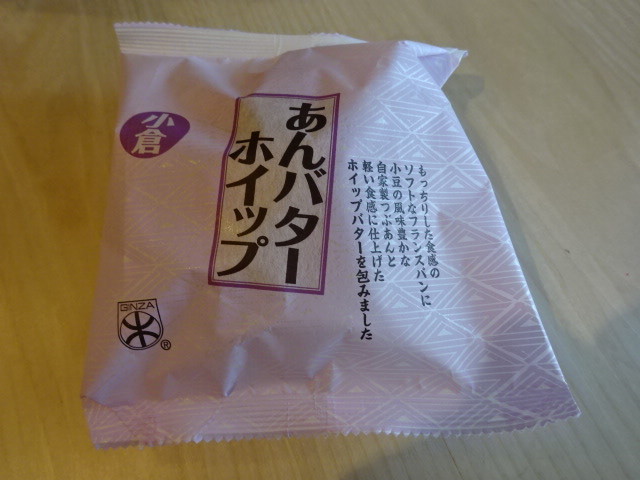 小倉
あんバター
ホイップ
もっちりした食感の
ソフトなフランスパンに
小豆の風味豊かな
自家製つぶあんと
軽い食感に仕上げた
ホイップバターを包みました
GINZA
木
®